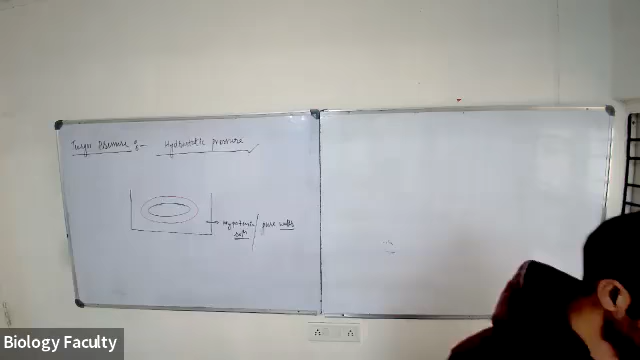 Turgor Pressure :- Hydrostatic pressure
→ Hypotonic / pure water
solⁿ
Biology Faculty